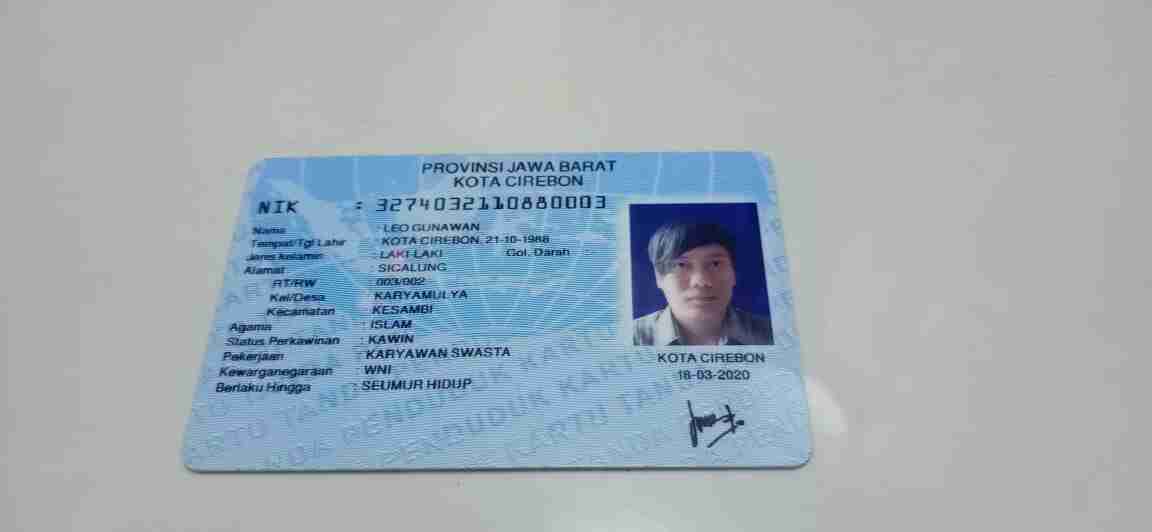 PROVINSI JAWA BARAT
KOTA CIREBON
NIK : 3274032110880003
Nama : LEO GUNAWAN
Tempat/Tgl Lahir : KOTA CIREBON, 21-10-1988
Jenis kelamin : LAKI-LAKI Gol. Darah
Alamat : SICALUNG
RT/RW : 003/002
Kel/Desa : KARYAMULYA
Kecamatan : KESAMBI
Agama : ISLAM
Status Perkawinan : KAWIN
Pekerjaan : KARYAWAN SWASTA
Kewarganegaraan : WNI
Berlaku Hingga : SEUMUR HIDUP
KOTA CIREBON
18-03-2020
KARTU TANDA PENDUDUK